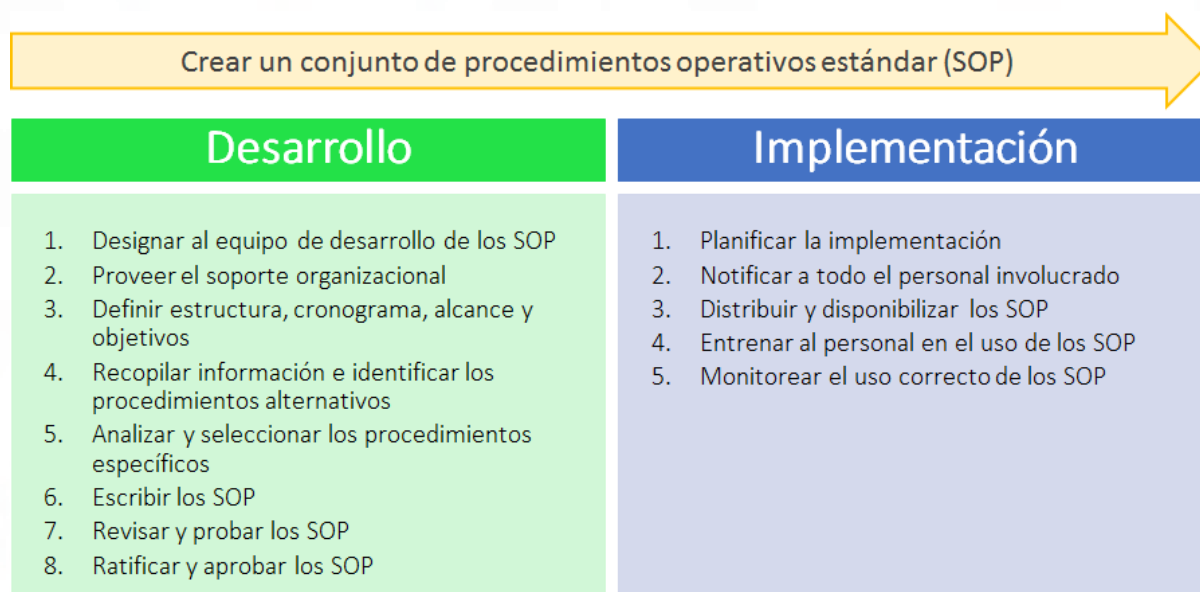 Crear un conjunto de procedimientos operativos estándar (SOP)
Desarrollo
1. Designar al equipo de desarrollo de los SOP
2. Proveer el soporte organizacional
3. Definir estructura, cronograma, alcance y
objetivos
4. Recopilar información e identificar los
procedimientos alternativos
5. Analizar y seleccionar los procedimientos
específicos
6. Escribir los SOP
7. Revisar y probar los SOP
8. Ratificar y aprobar los SOP
Implementación
1. Planificar la implementación
2. Notificar a todo el personal involucrado
3. Distribuir y disponibilizar los SOP
4. Entrenar al personal en el uso de los SOP
5. Monitorear el uso correcto de los SOP